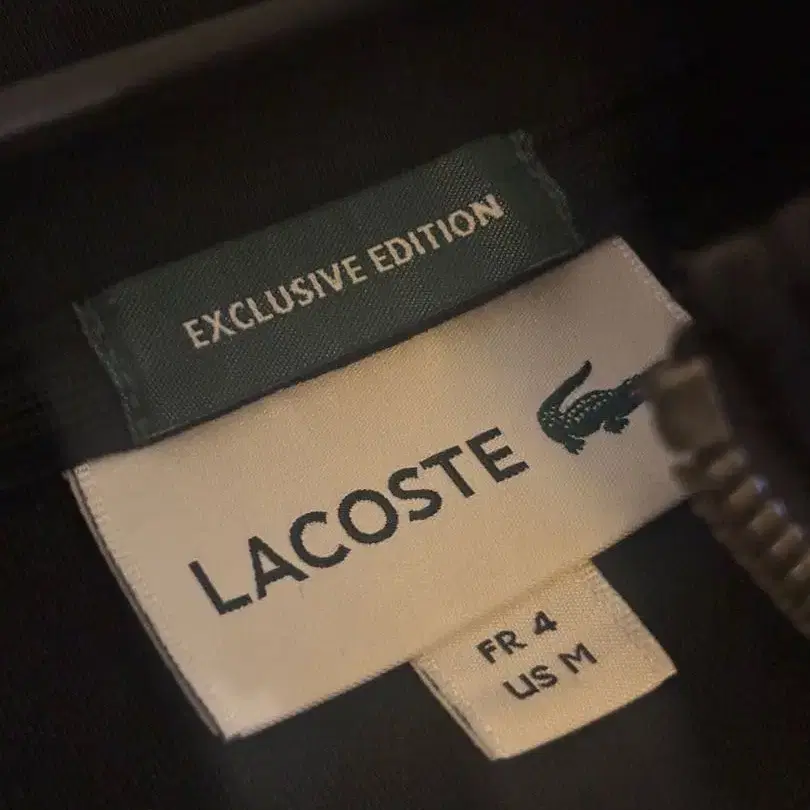 EXCLUSIVE EDITION
LACOSTE
FR 4
US M